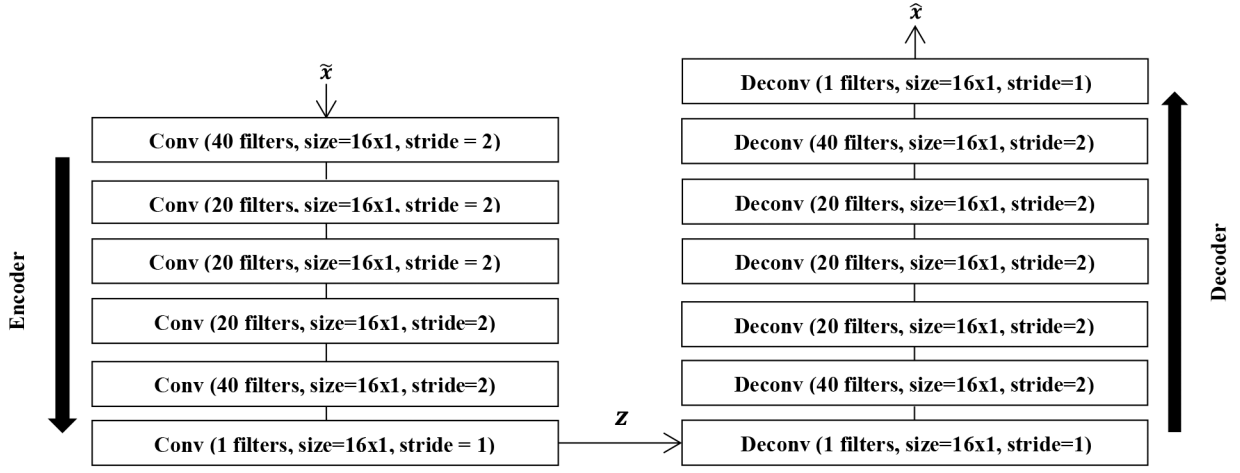 Encoder
x̃
Conv (40 filters, size=16x1, stride = 2)
Conv (20 filters, size=16x1, stride = 2)
Conv (20 filters, size=16x1, stride = 2)
Conv (20 filters, size=16x1, stride=2)
Conv (40 filters, size=16x1, stride=2)
Conv (1 filters, size=16x1, stride = 1)
z
x̂
Deconv (1 filters, size=16x1, stride=1)
Deconv (40 filters, size=16x1, stride=2)
Deconv (20 filters, size=16x1, stride=2)
Deconv (20 filters, size=16x1, stride=2)
Deconv (20 filters, size=16x1, stride=2)
Deconv (40 filters, size=16x1, stride=2)
Deconv (1 filters, size=16x1, stride=1)
Decoder